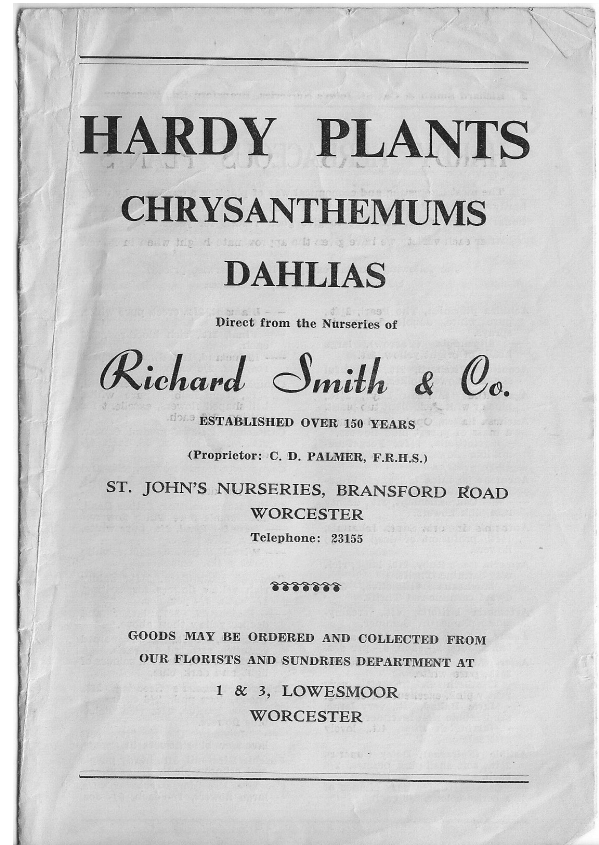 HARDY PLANTS
CHRYSANTHEMUMS
DAHLIAS
Direct from the Nurseries of
Richard Smith & Co.
ESTABLISHED OVER 150 YEARS
(Proprietor: C. D. PALMER, F.R.H.S.)
ST. JOHN'S NURSERIES, BRANSFORD ROAD
WORCESTER
Telephone: 23155
GOODS MAY BE ORDERED AND COLLECTED FROM
OUR FLORISTS AND SUNDRIES DEPARTMENT AT
1 & 3, LOWESMOOR
WORCESTER